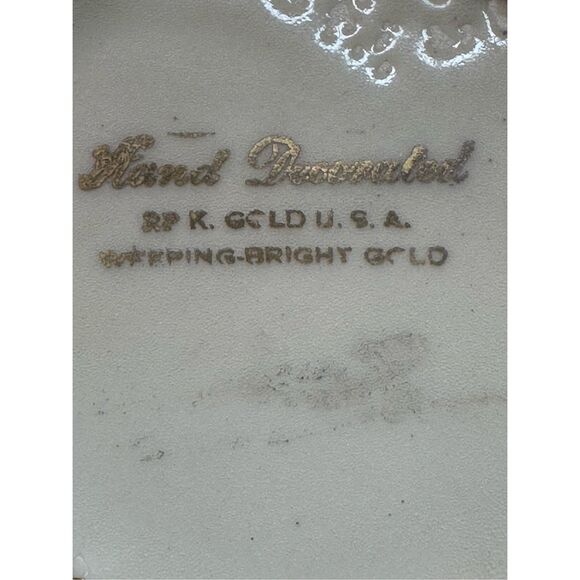 Hand Decorated
22 K. GOLD U. S. A.
WEEPING-BRIGHT GOLD